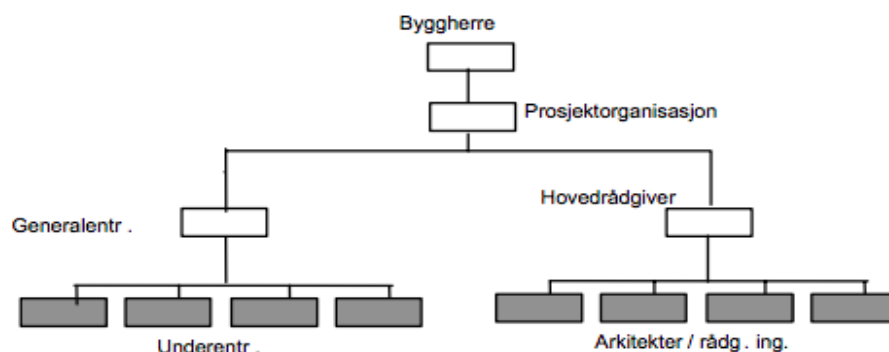 Byggherre
Prosjektorganisasjon
Hovedrådgiver
Generalentr .
Underentr .
Arkitekter / rådg . ing.